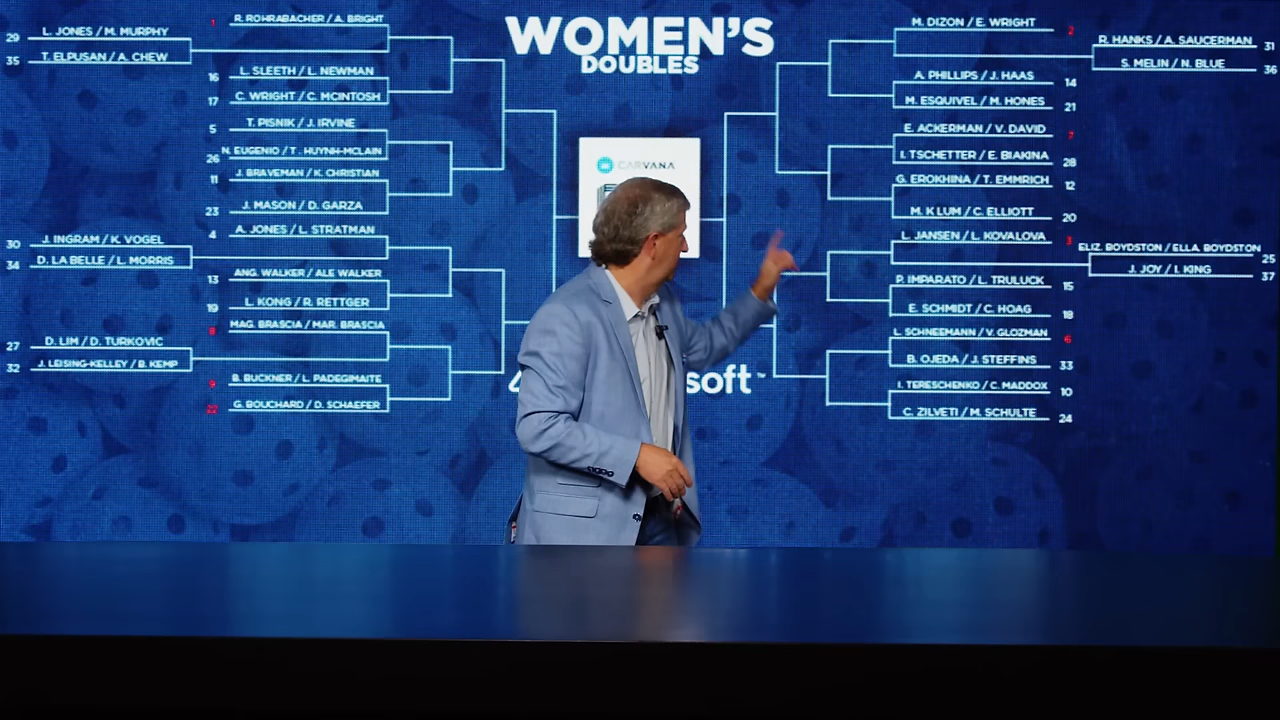 WOMEN'S
DOUBLES
CARVANA
soft
29 L. JONES / M. MURPHY
35 T. ELPUSAN / A. CHEW
1 R. ROHRABACHER / A. BRIGHT
16 L. SLEETH / L. NEWMAN
17 C. WRIGHT / C. MCINTOSH
5 T. PISNIK / J. IRVINE
26 N. EUGENIO / T. HUYNH-MCLAIN
11 J. BRAVEMAN / K. CHRISTIAN
23 J. MASON / D. GARZA
4 A. JONES / L. STRATMAN
30 J. INGRAM / K. VOGEL
34 D. LA BELLE / L. MORRIS
13 ANG. WALKER / ALE WALKER
19 L. KONG / R. RETTGER
8 MAG. BRASCIA / MAR. BRASCIA
27 D. LIM / D. TURKOVIC
32 J. LEISING-KELLEY / B. KEMP
9 B. BUCKNER / L. PADEGIMAITE
22 G. BOUCHARD / D. SCHAEFER
M. DIZON / E. WRIGHT 2
R. HANKS / A. SAUCERMAN 31
S. MELIN / N. BLUE 36
A. PHILLIPS / J. HAAS 14
M. ESQUIVEL / M. HONES 21
E. ACKERMAN / V. DAVID 7
I. TSCHETTER / E. BIAKINA 28
G. EROKHINA / T. EMMRICH 12
M. KLUM / C. ELLIOTT 20
L. JANSEN / L. KOVALOVA 3
ELIZ. BOYDSTON / ELLA. BOYDSTON 25
J. JOY / I. KING 37
P. IMPARATO / L. TRULUCK 15
E. SCHMIDT / C. HOAG 18
L. SCHNEEMANN / V. GLOZMAN 6
B. OJEDA / J. STEFFINS 33
I. TERESCHENKO / C. MADDOX 10
C. ZILVETI / M. SCHULTE 24